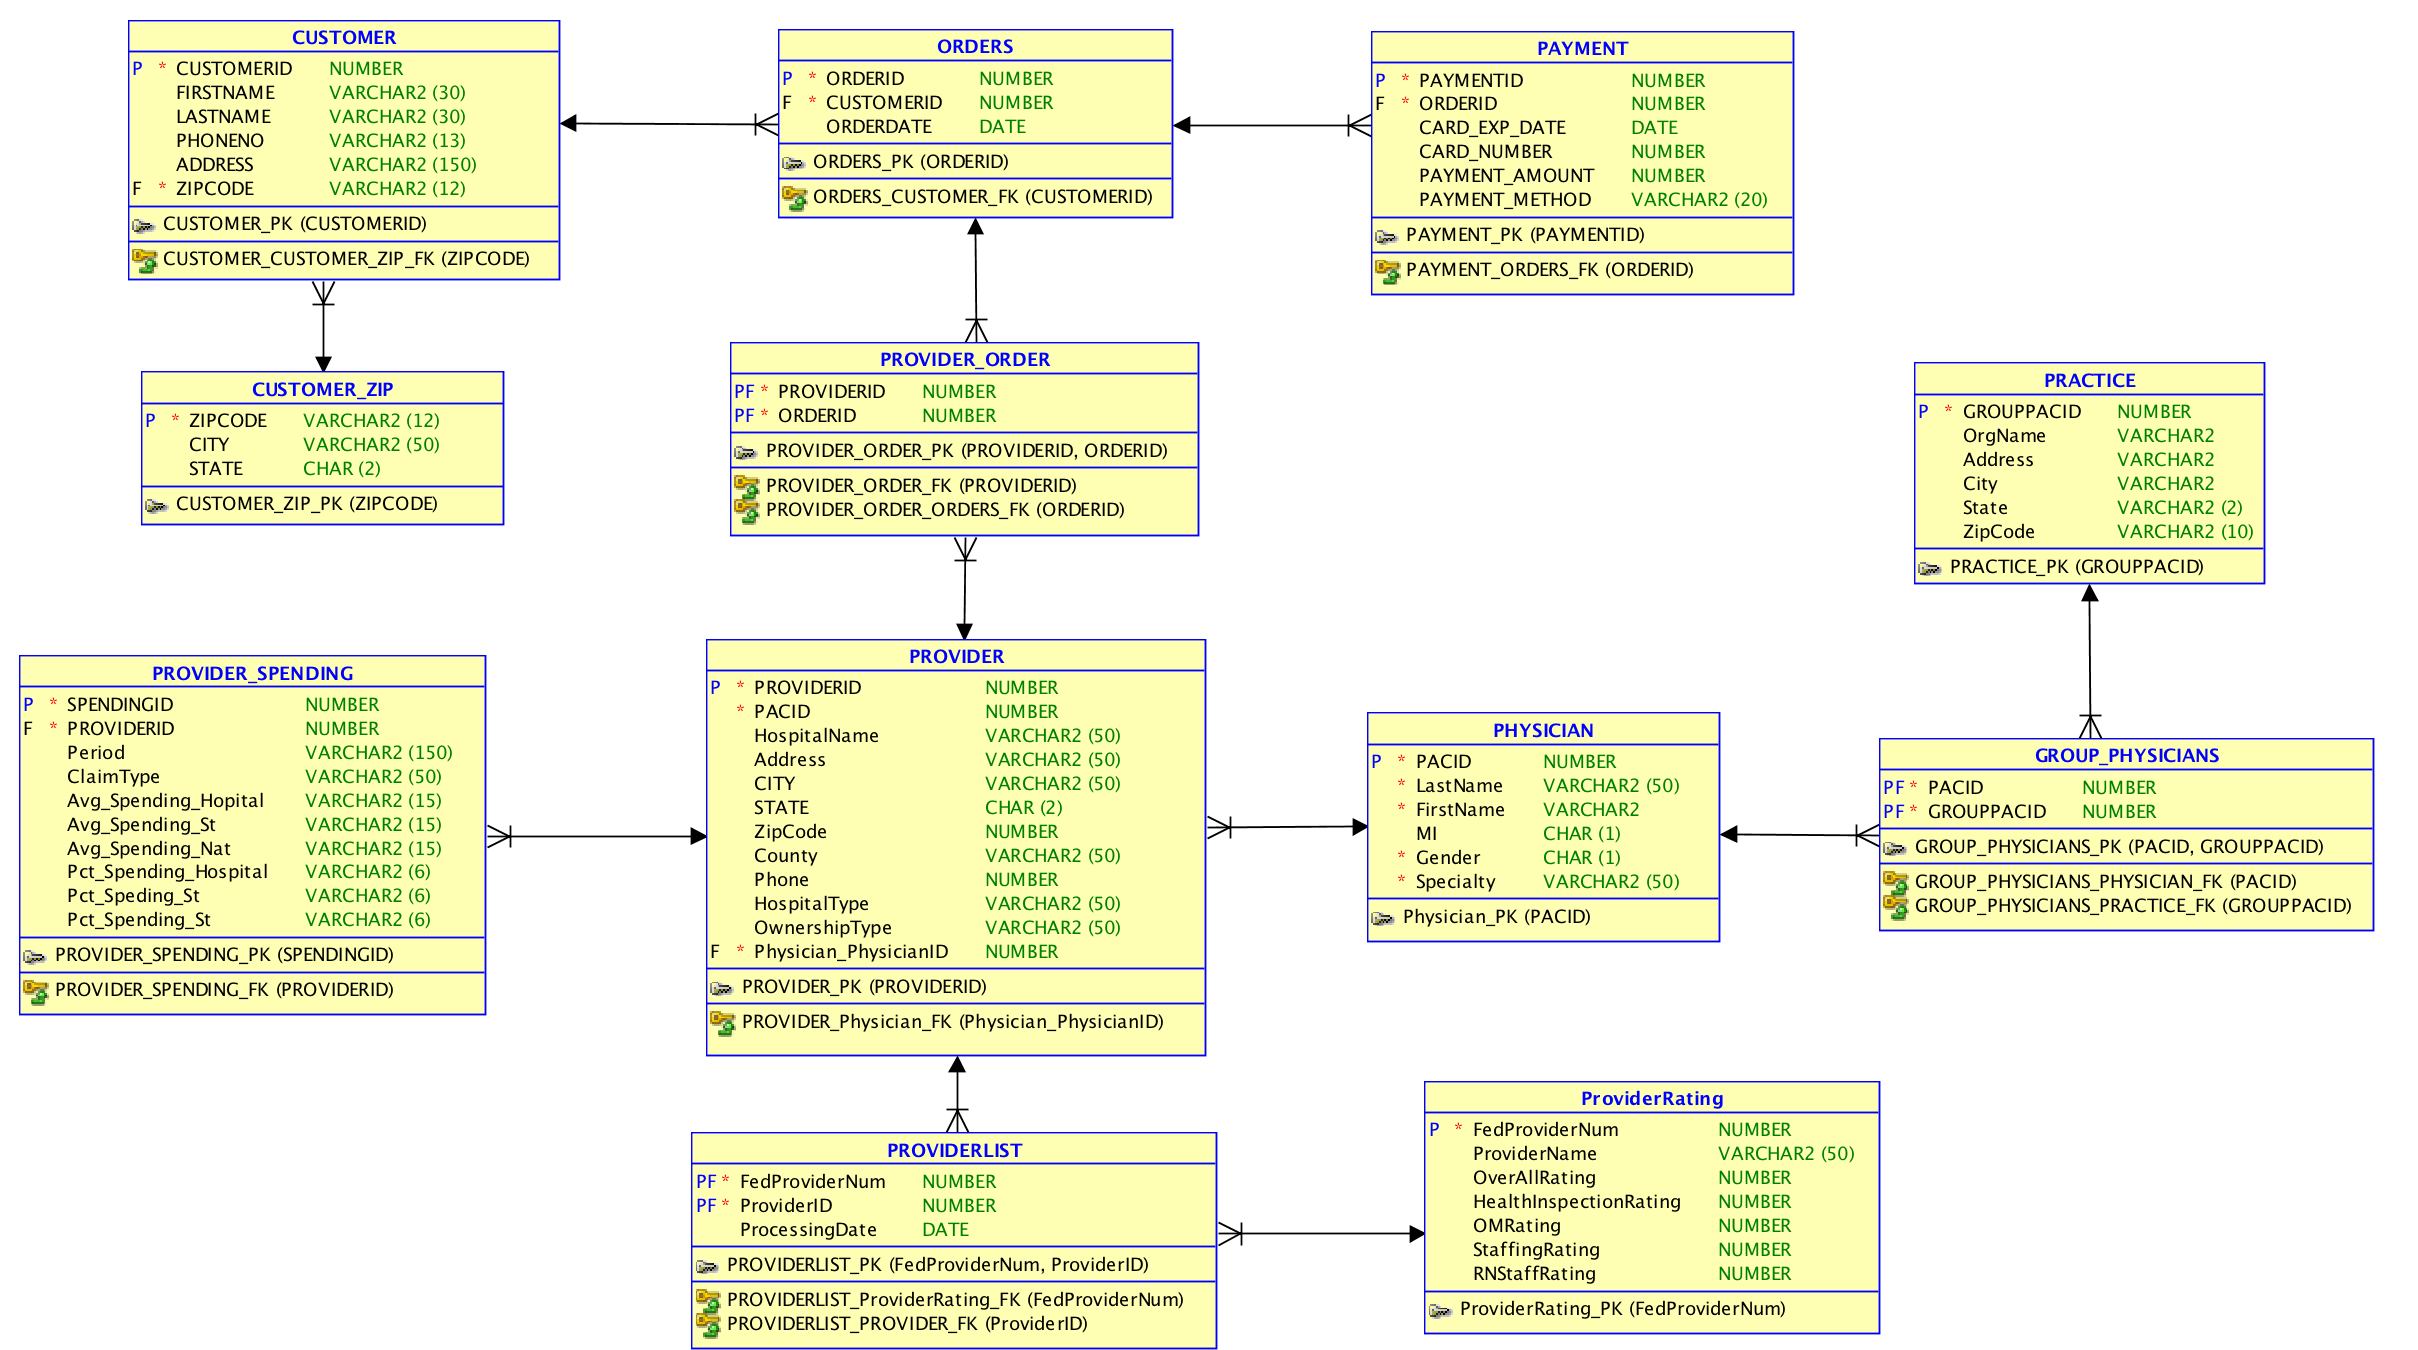 CUSTOMER
P * CUSTOMERID NUMBER
FIRSTNAME VARCHAR2 (30)
LASTNAME VARCHAR2 (30)
PHONENO VARCHAR2 (13)
ADDRESS VARCHAR2 (150)
F * ZIPCODE VARCHAR2 (12)
CUSTOMER_PK (CUSTOMERID)
CUSTOMER_CUSTOMER_ZIP_FK (ZIPCODE)
ORDERS
P * ORDERID NUMBER
F * CUSTOMERID NUMBER
ORDERDATE DATE
ORDERS_PK (ORDERID)
ORDERS_CUSTOMER_FK (CUSTOMERID)
PAYMENT
P * PAYMENTID NUMBER
F * ORDERID NUMBER
CARD_EXP_DATE DATE
CARD_NUMBER NUMBER
PAYMENT_AMOUNT NUMBER
PAYMENT_METHOD VARCHAR2 (20)
PAYMENT_PK (PAYMENTID)
PAYMENT_ORDERS_FK (ORDERID)
CUSTOMER_ZIP
P * ZIPCODE VARCHAR2 (12)
CITY VARCHAR2 (50)
STATE CHAR (2)
CUSTOMER_ZIP_PK (ZIPCODE)
PROVIDER_ORDER
PF * PROVIDERID NUMBER
PF * ORDERID NUMBER
PROVIDER_ORDER_PK (PROVIDERID, ORDERID)
PROVIDER_ORDER_FK (PROVIDERID)
PROVIDER_ORDER_ORDERS_FK (ORDERID)
PRACTICE
P * GROUPPACID NUMBER
OrgName VARCHAR2
Address VARCHAR2
City VARCHAR2
State VARCHAR2 (2)
ZipCode VARCHAR2 (10)
PRACTICE_PK (GROUPPACID)
PROVIDER_SPENDING
P * SPENDINGID NUMBER
F * PROVIDERID NUMBER
Period VARCHAR2 (150)
ClaimType VARCHAR2 (50)
Avg_Spending_Hopital VARCHAR2 (15)
Avg_Spending_St VARCHAR2 (15)
Avg_Spending_Nat VARCHAR2 (15)
Pct_Spending_Hospital VARCHAR2 (6)
Pct_Speding_St VARCHAR2 (6)
Pct_Spending_St VARCHAR2 (6)
PROVIDER_SPENDING_PK (SPENDINGID)
PROVIDER_SPENDING_FK (PROVIDERID)
PROVIDER
P * PROVIDERID NUMBER
* PACID NUMBER
HospitalName VARCHAR2 (50)
Address VARCHAR2 (50)
CITY VARCHAR2 (50)
STATE CHAR (2)
ZipCode NUMBER
County VARCHAR2 (50)
Phone NUMBER
HospitalType VARCHAR2 (50)
OwnershipType VARCHAR2 (50)
F * Physician_PhysicianID NUMBER
PROVIDER_PK (PROVIDERID)
PROVIDER_Physician_FK (Physician_PhysicianID)
PHYSICIAN
P * PACID NUMBER
* LastName VARCHAR2 (50)
* FirstName VARCHAR2
MI CHAR (1)
* Gender CHAR (1)
* Specialty VARCHAR2 (50)
Physician_PK (PACID)
GROUP_PHYSICIANS
PF * PACID NUMBER
PF * GROUPPACID NUMBER
GROUP_PHYSICIANS_PK (PACID, GROUPPACID)
GROUP_PHYSICIANS_PHYSICIAN_FK (PACID)
GROUP_PHYSICIANS_PRACTICE_FK (GROUPPACID)
PROVIDERLIST
PF * FedProviderNum NUMBER
PF * ProviderID NUMBER
ProcessingDate DATE
PROVIDERLIST_PK (FedProviderNum, ProviderID)
PROVIDERLIST_ProviderRating_FK (FedProviderNum)
PROVIDERLIST_PROVIDER_FK (ProviderID)
ProviderRating
P * FedProviderNum NUMBER
ProviderName VARCHAR2 (50)
OverAllRating NUMBER
HealthInspectionRating NUMBER
OMRating NUMBER
StaffingRating NUMBER
RNStaffRating NUMBER
ProviderRating_PK (FedProviderNum)